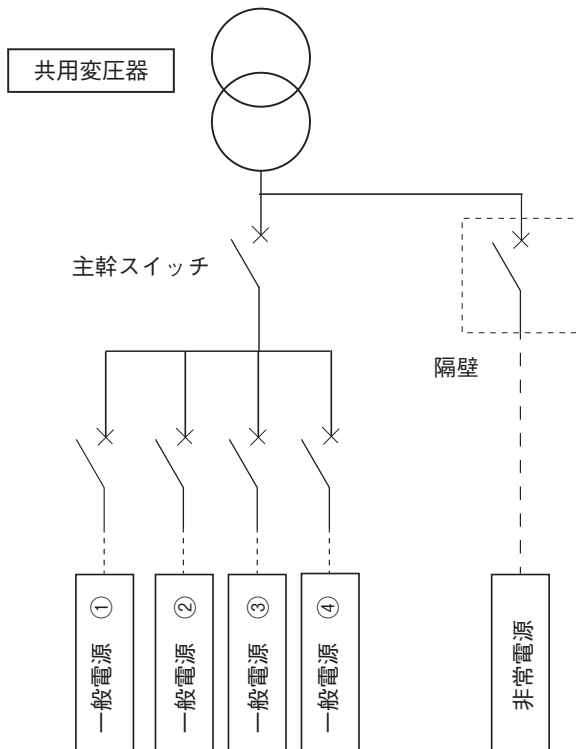 共用変圧器
主幹スイッチ
隔壁
一般電源 ①
一般電源 ②
一般電源 ③
一般電源 ④
非常電源